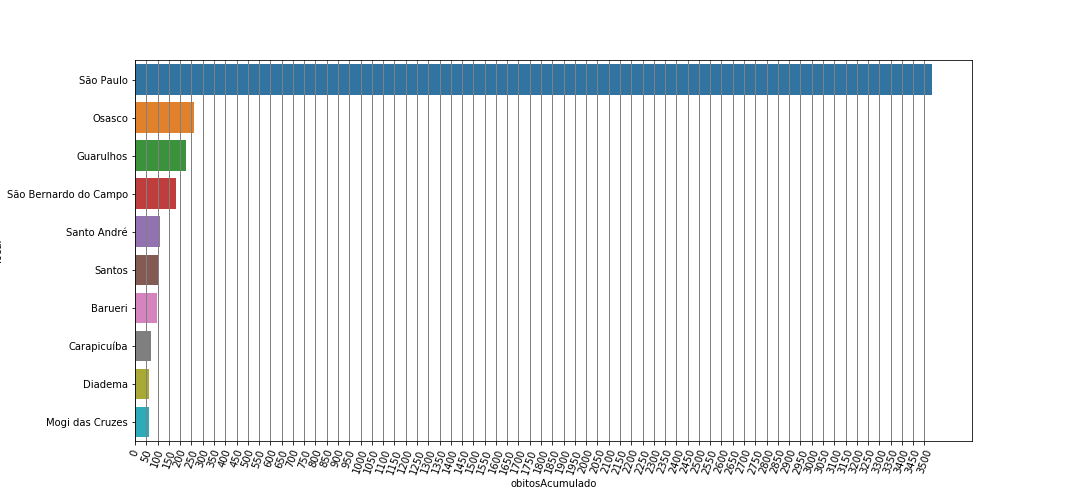 São Paulo
Osasco
Guarulhos
São Bernardo do Campo
Santo André
Santos
Barueri
Carapicuíba
Diadema
Mogi das Cruzes
0 50 100 150 200 250 300 350 400 450 500 550 600 650 700 750 800 850 900 950 1000 1050 1100 1150 1200 1250 1300 1350 1400 1450 1500 1550 1600 1650 1700 1750 1800 1850 1900 1950 2000 2050 2100 2150 2200 2250 2300 2350 2400 2450 2500 2550 2600 2650 2700 2750 2800 2850 2900 2950 3000 3050 3100 3150 3200 3250 3300 3350 3400 3450 3500
obitosAcumulado